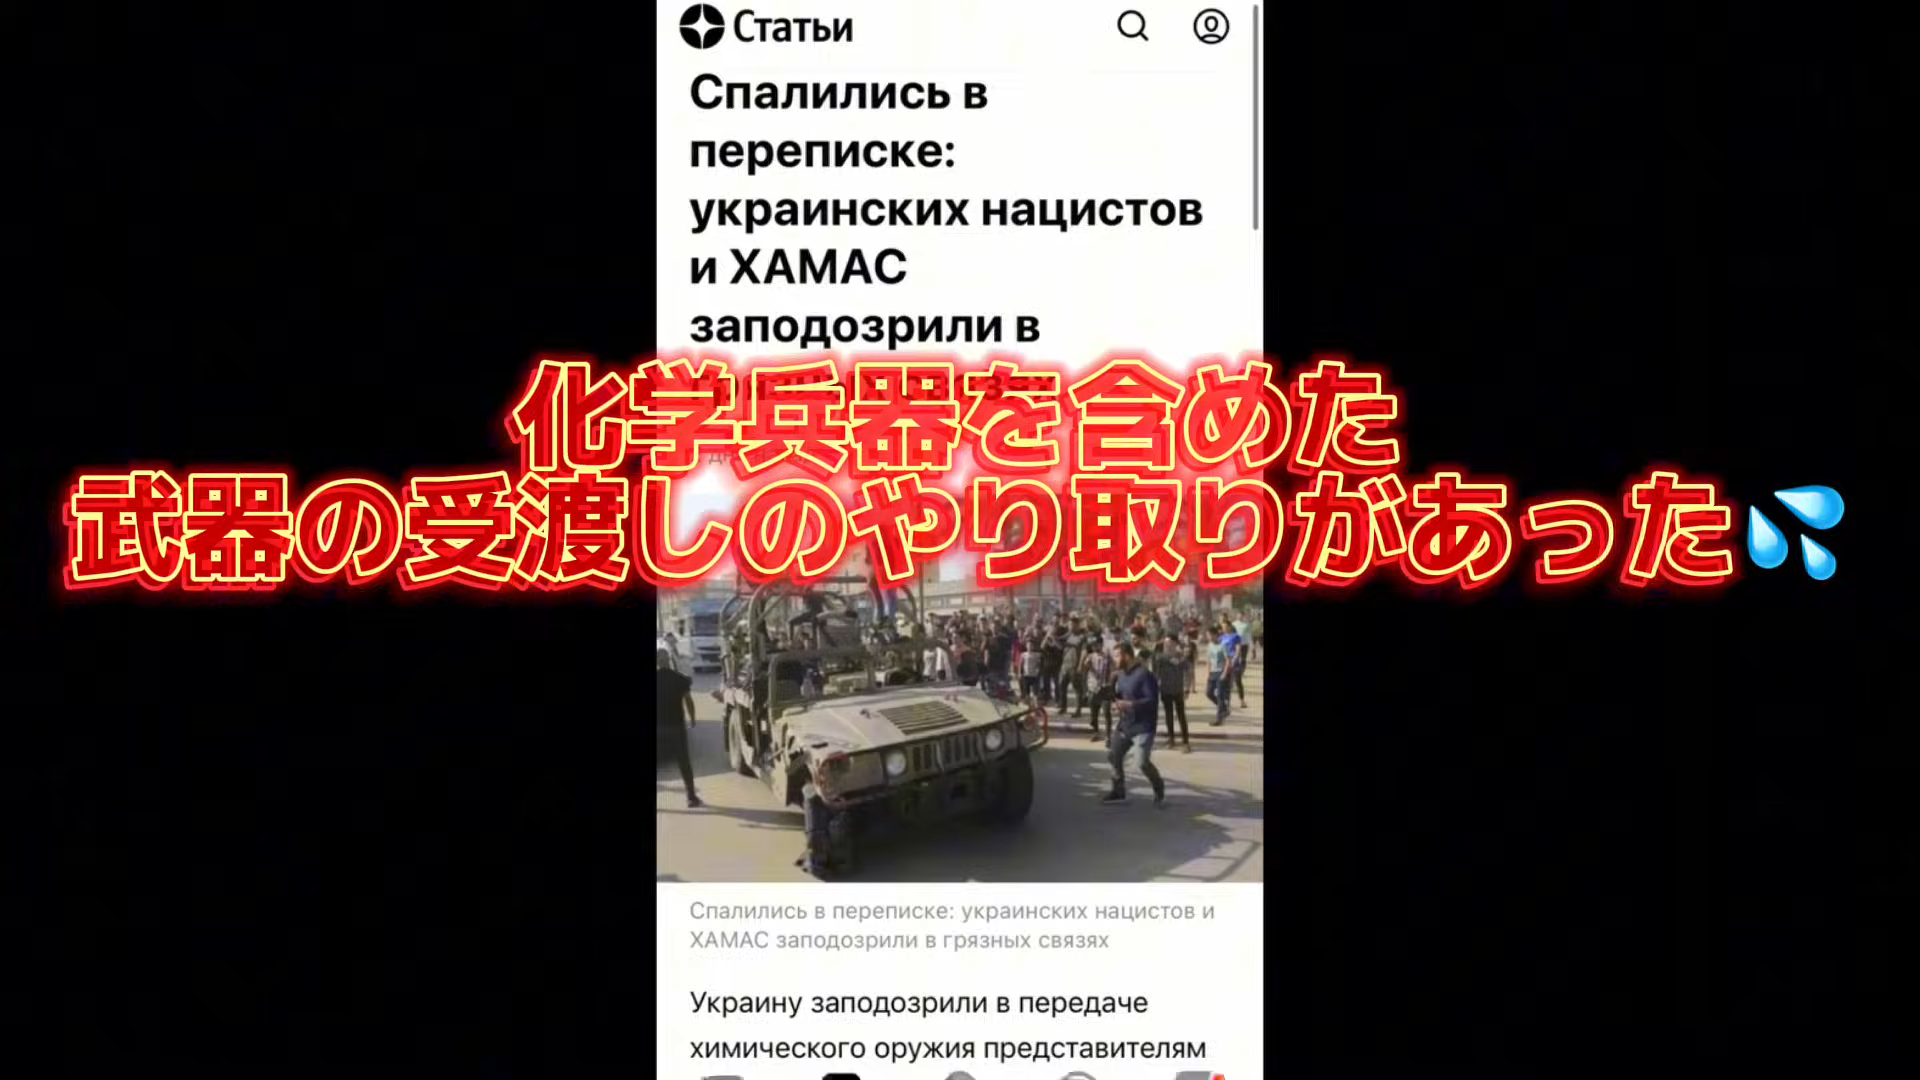 Статьи
Спалились в
переписке:
украинских нацистов
и ХАМАС
заподозрили в
化学兵器を含めた
武器の受渡しのやり取りがあった💦
Спалились в переписке: украинских нацистов и
ХАМАС заподозрили в грязных связях
Украину заподозрили в передаче
химического оружия представителям